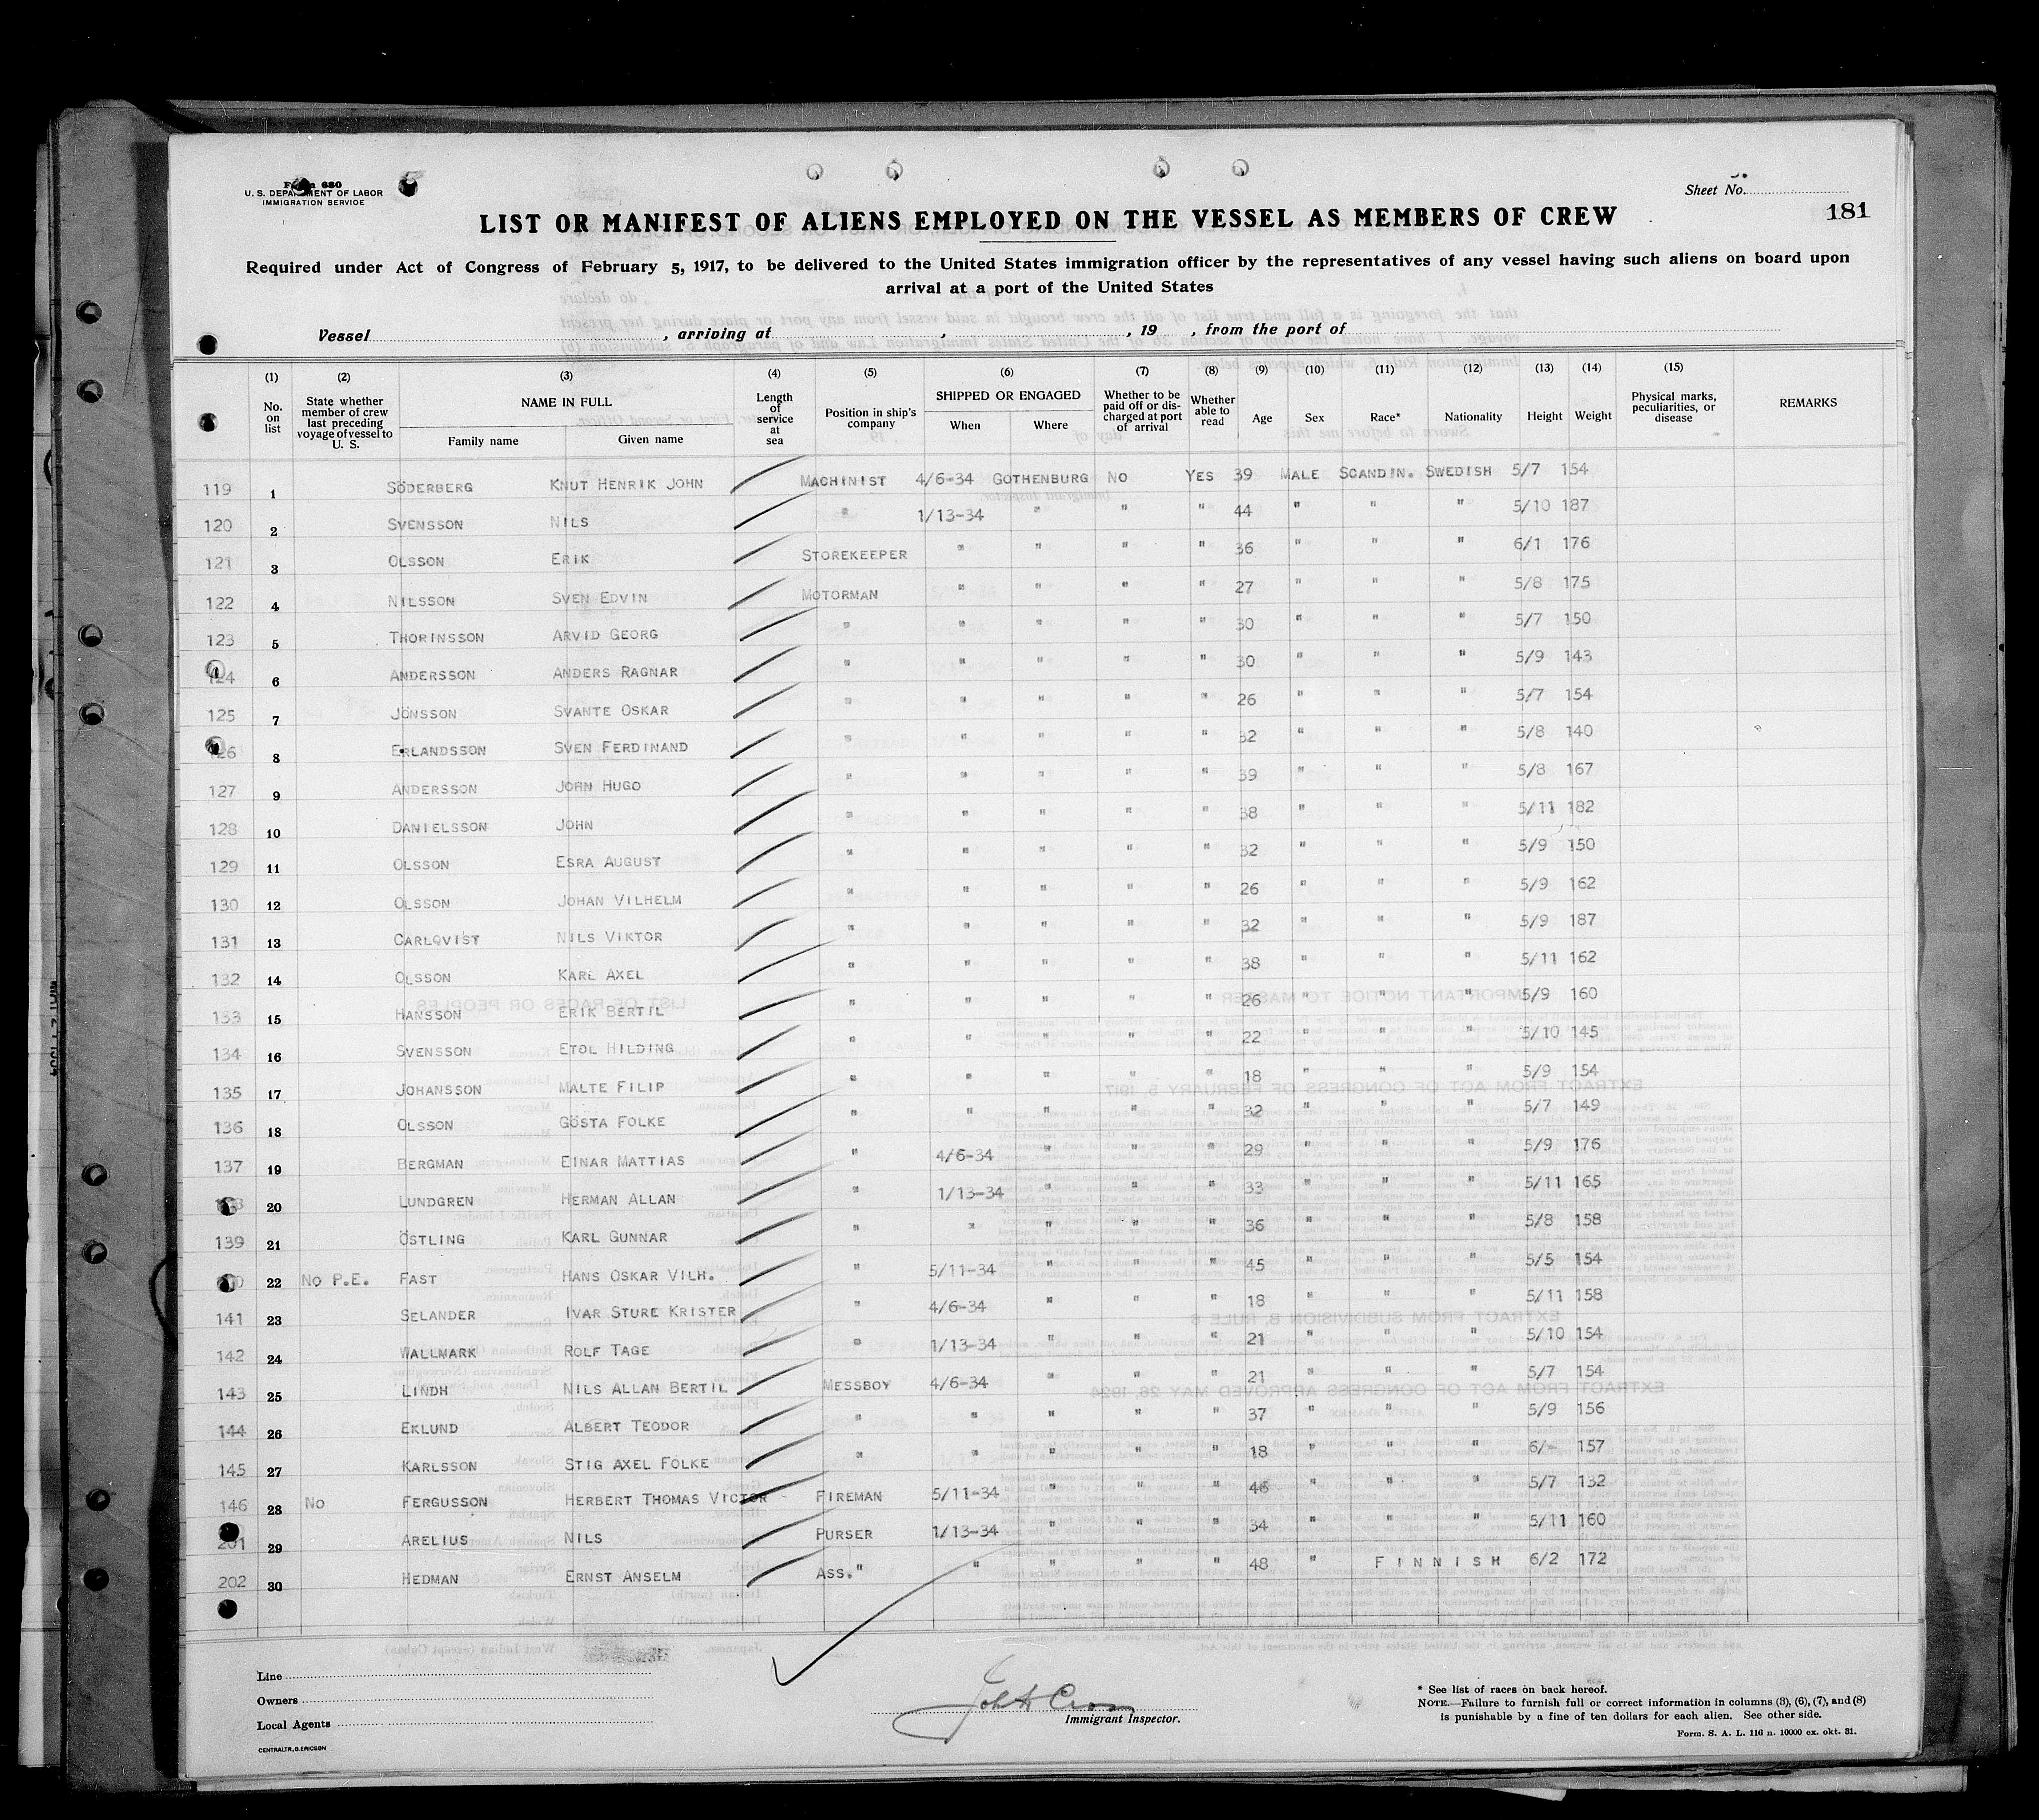 Form 680
U. S. DEPARTMENT OF LABOR
IMMIGRATION SERVICE
Sheet No.
181
LIST OR MANIFEST OF ALIENS EMPLOYED ON THE VESSEL AS MEMBERS OF CREW
Required under Act of Congress of February 5, 1917, to be delivered to the United States immigration officer by the representatives of any vessel having such aliens on board upon
arrival at a port of the United States
Vessel , arriving at , , 19 , from the port of
(1) (2) (3) (4) (5) (6) (7) (8) (9) (10) (11) (12) (13) (14) (15)
No. on list State whether member of crew last preceding voyage of vessel to U. S. NAME IN FULL Family name Given name Length of service at sea Position in ship's company SHIPPED OR ENGAGED When Where Whether to be paid off or discharged at port of arrival Whether able to read Age Sex Race* Nationality Height Weight Physical marks, peculiarities, or disease REMARKS
119 1 SÖDERBERG KNUT HENRIK JOHN MACHINIST 4/6-34 GOTHENBURG NO YES 39 MALE SCANDIN. SWEDISH 5/7 154
120 2 SVENSSON NILS " 1/13-34 " " " 44 " " " 5/10 187
121 3 OLSSON ERIK STOREKEEPER " " " " 36 " " " 6/1 176
122 4 NILSSON SVEN EDVIN MOTORMAN " " " " 27 " " " 5/8 175
123 5 THORINSSON ARVID GEORG " " " " " 30 " " " 5/7 150
124 6 ANDERSSON ANDERS RAGNAR " " " " " 30 " " " 5/9 143
125 7 JÖNSSON SVANTE OSKAR " " " " " 26 " " " 5/7 154
126 8 ERLANDSSON SVEN FERDINAND " " " " " 32 " " " 5/8 140
127 9 ANDERSSON JOHN HUGO " " " " " 39 " " " 5/8 167
128 10 DANIELSSON JOHN " " " " " 38 " " " 5/11 182
129 11 OLSSON ESRA AUGUST " " " " " 32 " " " 5/9 150
130 12 OLSSON JOHAN VILHELM " " " " " 26 " " " 5/9 162
131 13 CARLQVIST NILS VIKTOR " " " " " 32 " " " 5/9 187
132 14 OLSSON KARL AXEL " " " " " 38 " " " 5/11 162
133 15 HANSSON ERIK BERTIL " " " " " 26 " " " 5/9 160
134 16 SVENSSON ETOL HILDING " " " " " 22 " " " 5/10 145
135 17 JOHANSSON MALTE FILIP " " " " " 18 " " " 5/9 154
136 18 OLSSON GÖSTA FOLKE " " " " " 32 " " " 5/7 149
137 19 BERGMAN EINAR MATTIAS " 4/6-34 " " " 29 " " " 5/9 176
20 LUNDGREN HERMAN ALLAN " 1/13-34 " " " 33 " " " 5/11 165
139 21 ÖSTLING KARL GUNNAR " " " " " 36 " " " 5/8 158
22 NO P.E. FAST HANS OSKAR VILH. " 5/11-34 " " " 45 " " " 5/5 154
141 23 SELANDER IVAR STURE KRISTER " 4/6-34 " " " 18 " " " 5/11 158
142 24 WALLMARK ROLF TAGE " 1/13-34 " " " 21 " " " 5/10 154
143 25 LINDH NILS ALLAN BERTIL MESSBOY 4/6-34 " " " 21 " " " 5/7 154
144 26 EKLUND ALBERT TEODOR " " " " " 37 " " " 5/9 156
145 27 KARLSSON STIG AXEL FOLKE " " " " " 18 " " " 6/- 157
146 28 NO FERGUSSON HERBERT THOMAS VICTOR FIREMAN 5/11-34 " " " 46 " " " 5/7 132
201 29 ARELIUS NILS PURSER 1/13-34 " " " 34 " " " 5/11 160
202 30 HEDMAN ERNST ANSELM ASS." " " " " 48 " FINNISH 6/2 172
Line
Owners
Local Agents
CENTRALTR., G. ERICSON
Immigrant Inspector.
* See list of races on back hereof.
NOTE.—Failure to furnish full or correct information in columns (3), (6), (7), and (8)
is punishable by a fine of ten dollars for each alien. See other side.
Form. S. A. L. 116 n. 10000 ex. okt. 31.